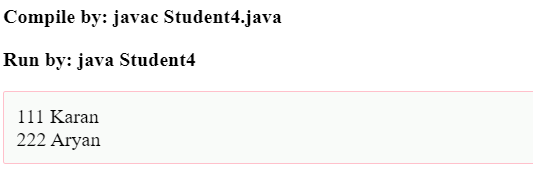 Compile by: javac Student4.java
Run by: java Student4
111 Karan
222 Aryan